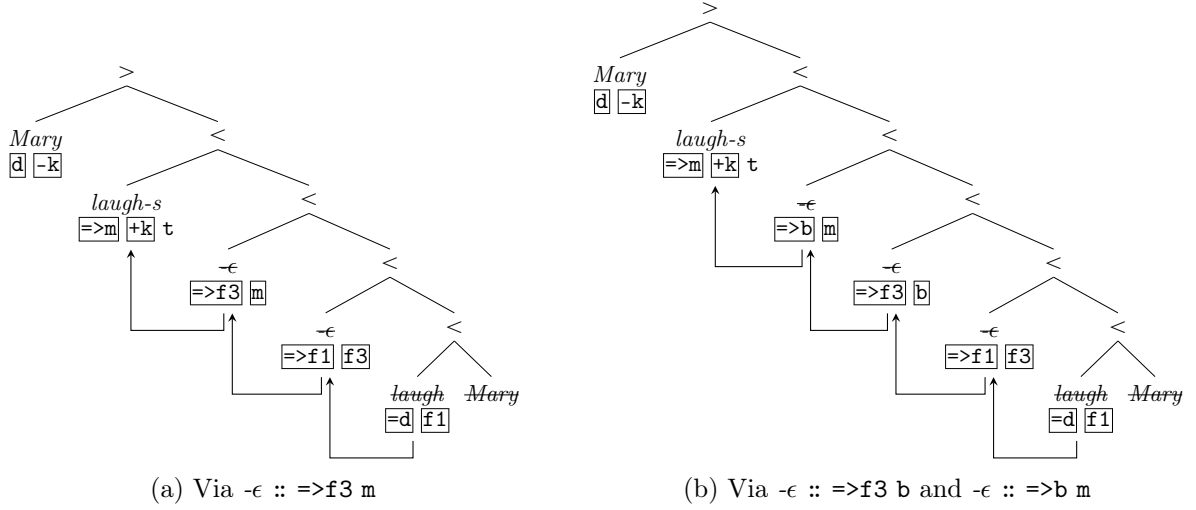 >
Mary
d -k
<
laugh-s
=>m +k t
<
-ϵ
=>f3 m
<
-ϵ
=>f1 f3
<
laugh
=d f1
Mary
(a) Via -ϵ :: =>f3 m
>
Mary
d -k
<
laugh-s
=>m +k t
<
-ϵ
=>b m
<
-ϵ
=>f3 b
<
-ϵ
=>f1 f3
<
laugh
=d f1
Mary
(b) Via -ϵ :: =>f3 b and -ϵ :: =>b m